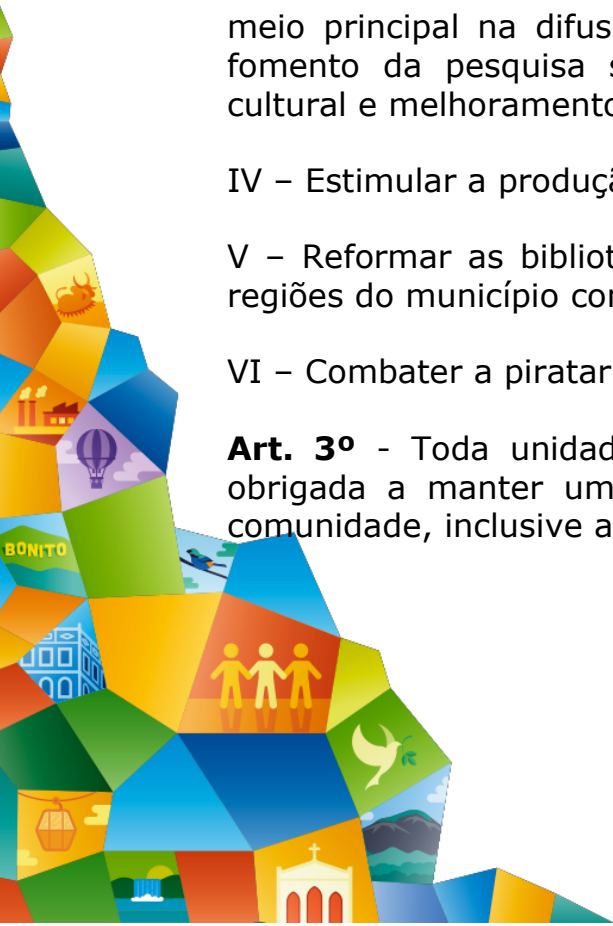 meio principal na difus
fomento da pesquisa s
cultural e melhoramento
IV – Estimular a produçã
V – Reformar as bibliot
regiões do município con
VI – Combater a piratar
Art. 3º - Toda unidad
obrigada a manter um
comunidade, inclusive a
BONITO